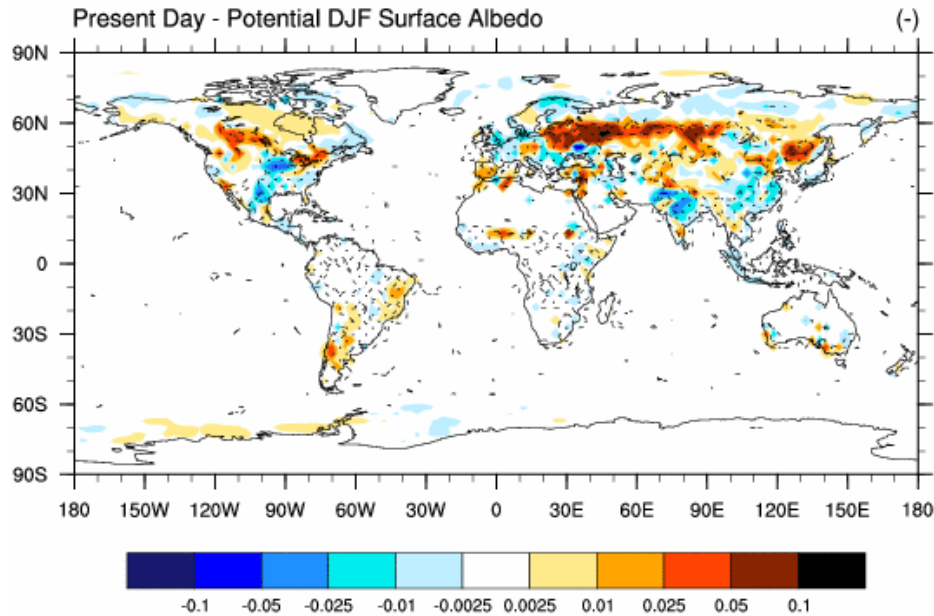 Present Day - Potential DJF Surface Albedo (-)
90N
60N
30N
0
30S
60S
90S
180 150W 120W 90W 60W 30W 0 30E 60E 90E 120E 150E 180
-0.1 -0.05 -0.025 -0.01 -0.0025 0.0025 0.01 0.025 0.05 0.1